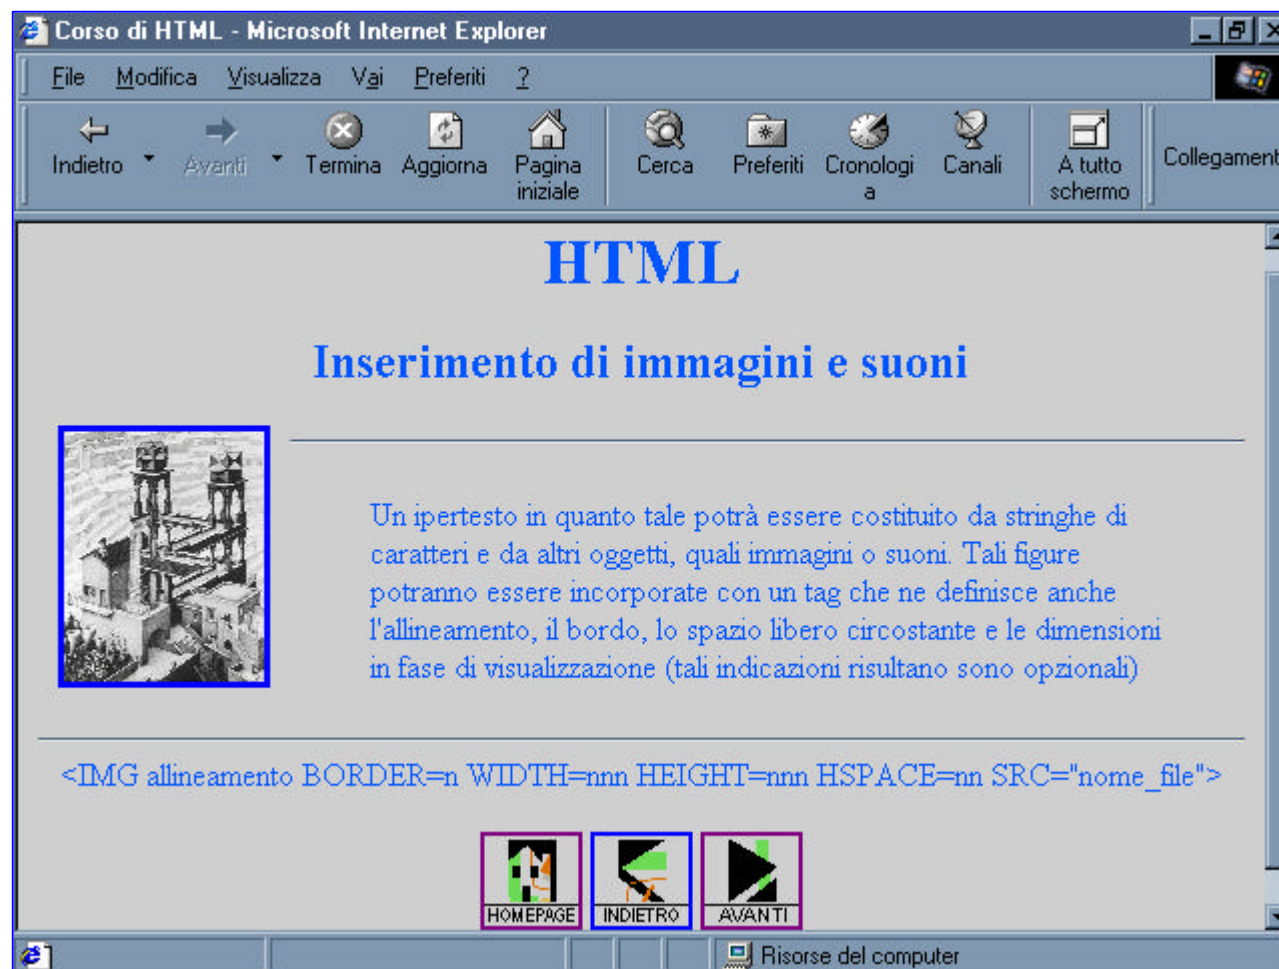 Corso di HTML - Microsoft Internet Explorer
File Modifica Visualizza Vai Preferiti ?
Indietro Avanti Termina Aggiorna Pagina iniziale Cerca Preferiti Cronologia Canali A tutto schermo Collegament
HTML
Inserimento di immagini e suoni
Un ipertesto in quanto tale potrà essere costituito da stringhe di
caratteri e da altri oggetti, quali immagini o suoni. Tali figure
potranno essere incorporate con un tag che ne definisce anche
l'allineamento, il bordo, lo spazio libero circostante e le dimensioni
in fase di visualizzazione (tali indicazioni risultano sono opzionali)
<IMG allineamento BORDER=n WIDTH=nnn HEIGHT=nnn HSPACE=nn SRC="nome_file">
HOMEPAGE INDIETRO AVANTI
Risorse del computer